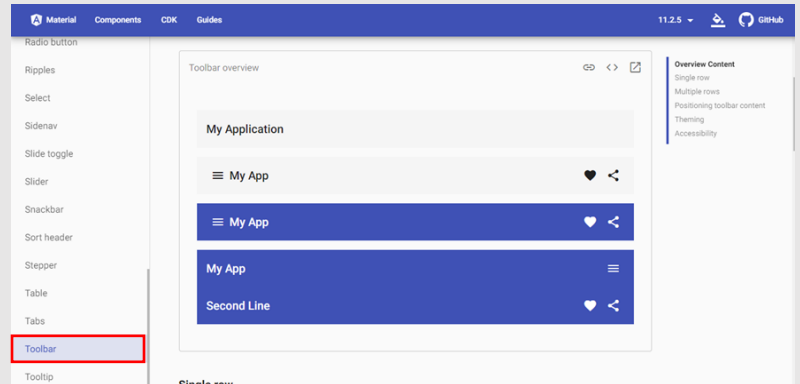 Material Components CDK Guides 11.2.5 GitHub
Radio button
Ripples
Select
Sidenav
Slide toggle
Slider
Snackbar
Sort header
Stepper
Table
Tabs
Toolbar
Tooltip
Toolbar overview
My Application
My App
My App
My App
Second Line
Single row
Overview Content
Single row
Multiple rows
Positioning toolbar content
Theming
Accessibility